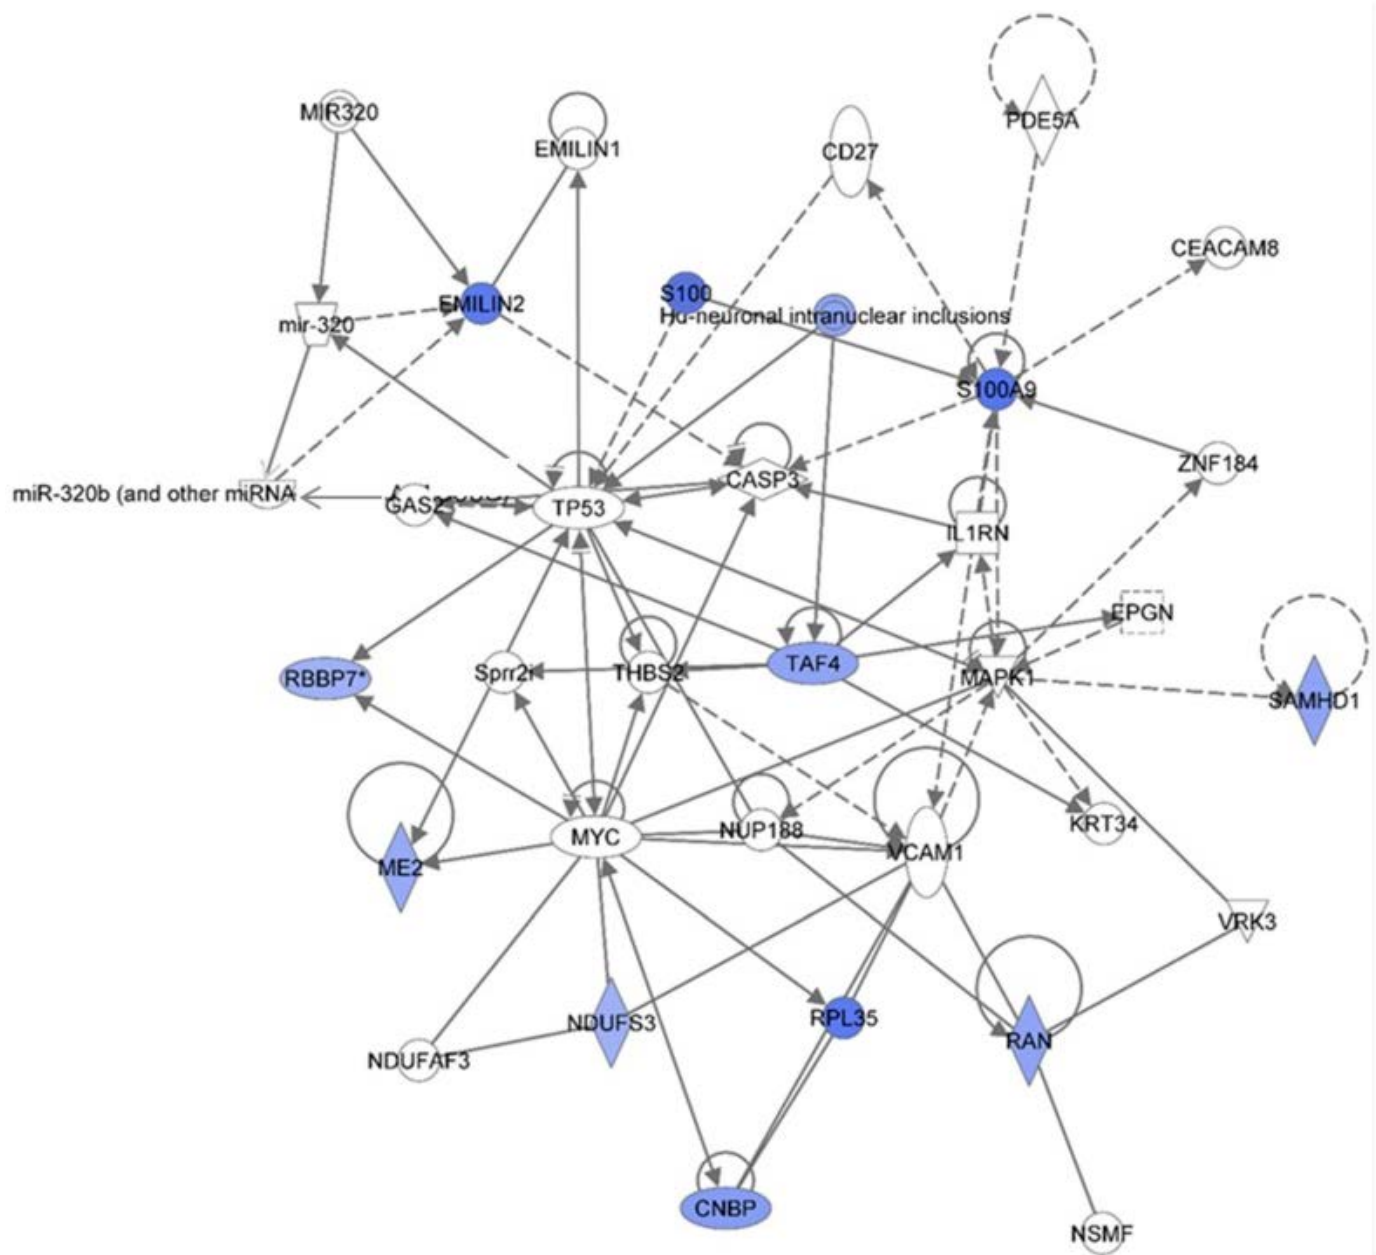 PDE5A
MIR320
EMILIN1
CD27
CEACAM8
S100
EMILIN2
Hu-neuronal intranuclear inclusions
mir-320
S100A9
ZNF184
CASP3
miR-320b (and other miRNA
GAS2
TP53
IL1RN
EPGN
TAF4
RBBP7*
Sprr2i
THBS2
MAPK1
SAMHD1
KRT34
NUP188
MYC
VCAM1
ME2
VRK3
RPL35
NDUFS3
RAN
NDUFAF3
CNBP
NSMF